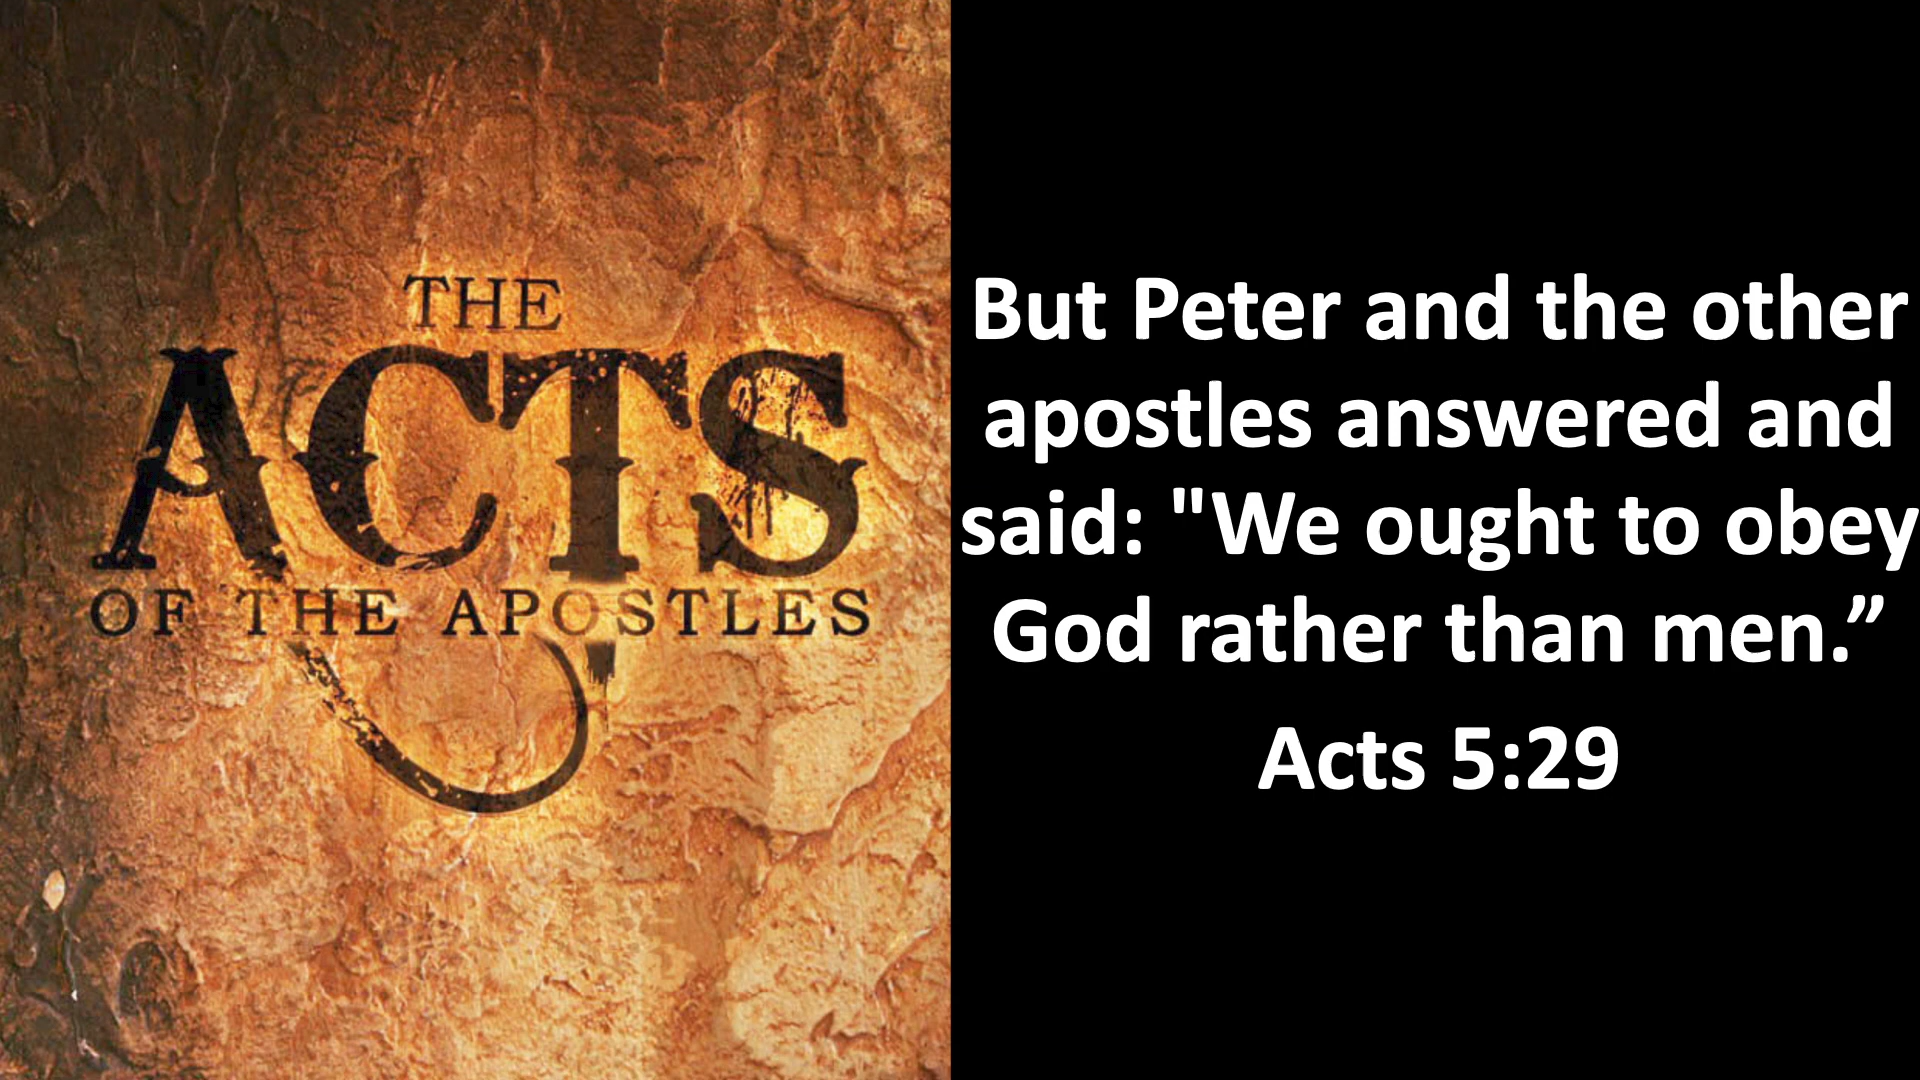 THE
ACTS
OF THE APOSTLES
But Peter and the other
apostles answered and
said: "We ought to obey
God rather than men.”
Acts 5:29